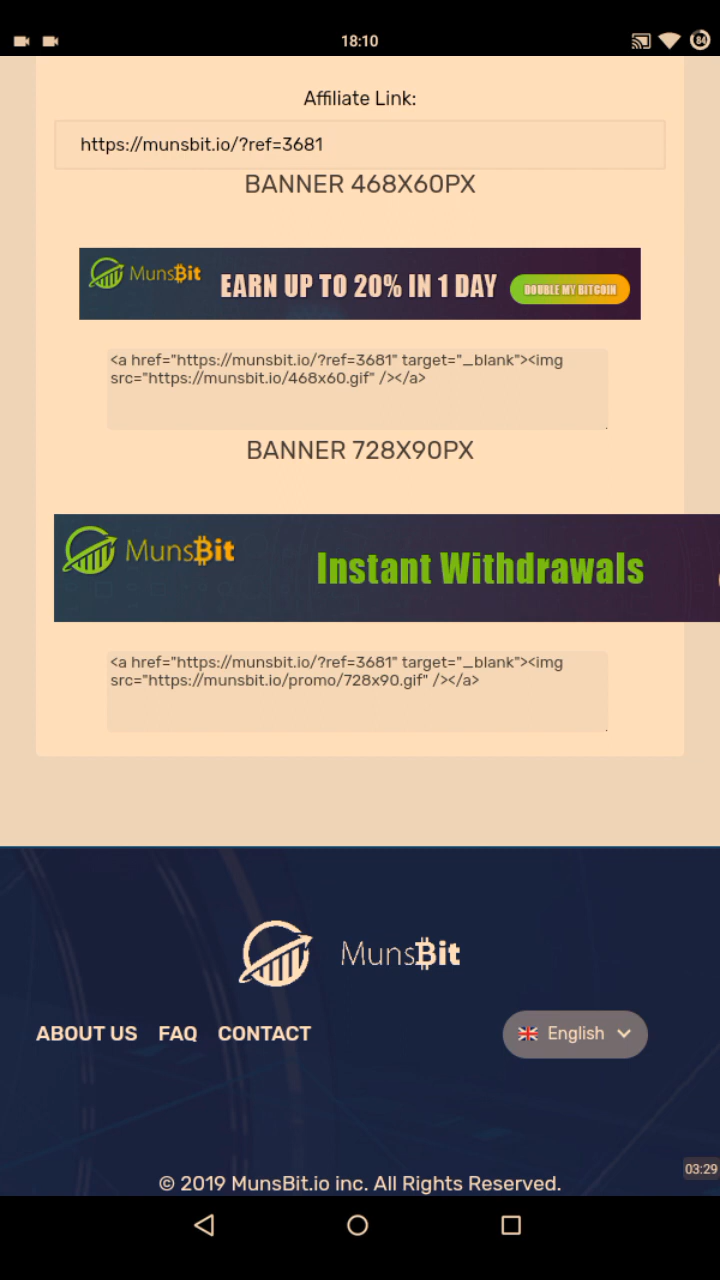 18:10
84
Affiliate Link:
https://munsbit.io/?ref=3681
BANNER 468X60PX
MunsBit
EARN UP TO 20% IN 1 DAY
DOUBLE MY BITCOIN
<a href="https://munsbit.io/?ref=3681" target="_blank"><img
src="https://munsbit.io/468x60.gif" /></a>
BANNER 728X90PX
MunsBit
Instant Withdrawals
<a href="https://munsbit.io/?ref=3681" target="_blank"><img
src="https://munsbit.io/promo/728x90.gif" /></a>
MunsBit
ABOUT US FAQ CONTACT
English
03:29
© 2019 MunsBit.io inc. All Rights Reserved.